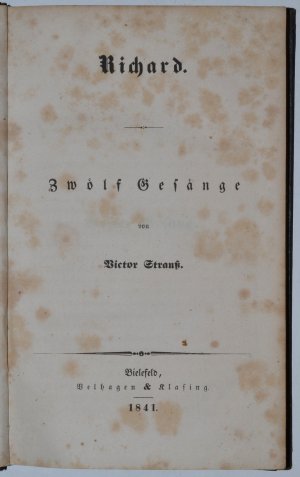 Richard.
Zwölf Gesänge
von
Victor Strauß.
Bielefeld,
Velhagen & Klasing.
1841.